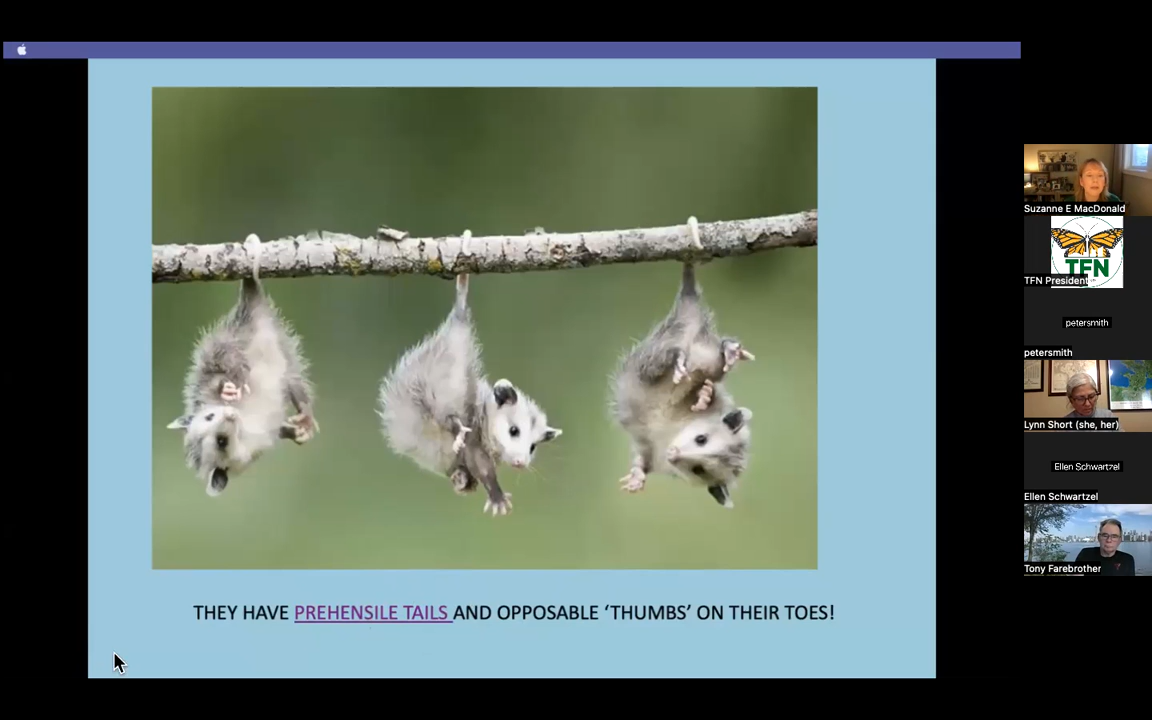 THEY HAVE PREHENSILE TAILS AND OPPOSABLE ‘THUMBS’ ON THEIR TOES!
Suzanne E MacDonald
TFN
TFN President
petersmith
petersmith
Lynn Short (she, her)
Ellen Schwartzel
Ellen Schwartzel
Tony Farebrother